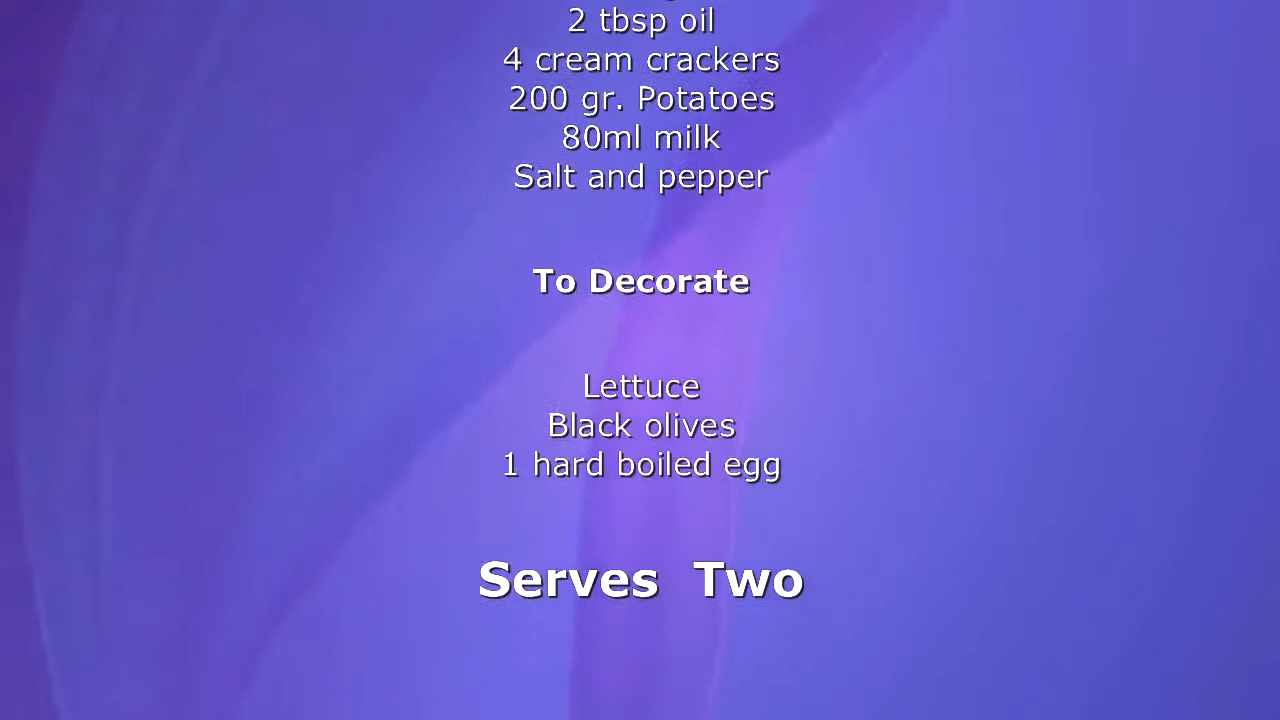 2 tbsp oil
4 cream crackers
200 gr. Potatoes
80ml milk
Salt and pepper
To Decorate
Lettuce
Black olives
1 hard boiled egg
Serves Two